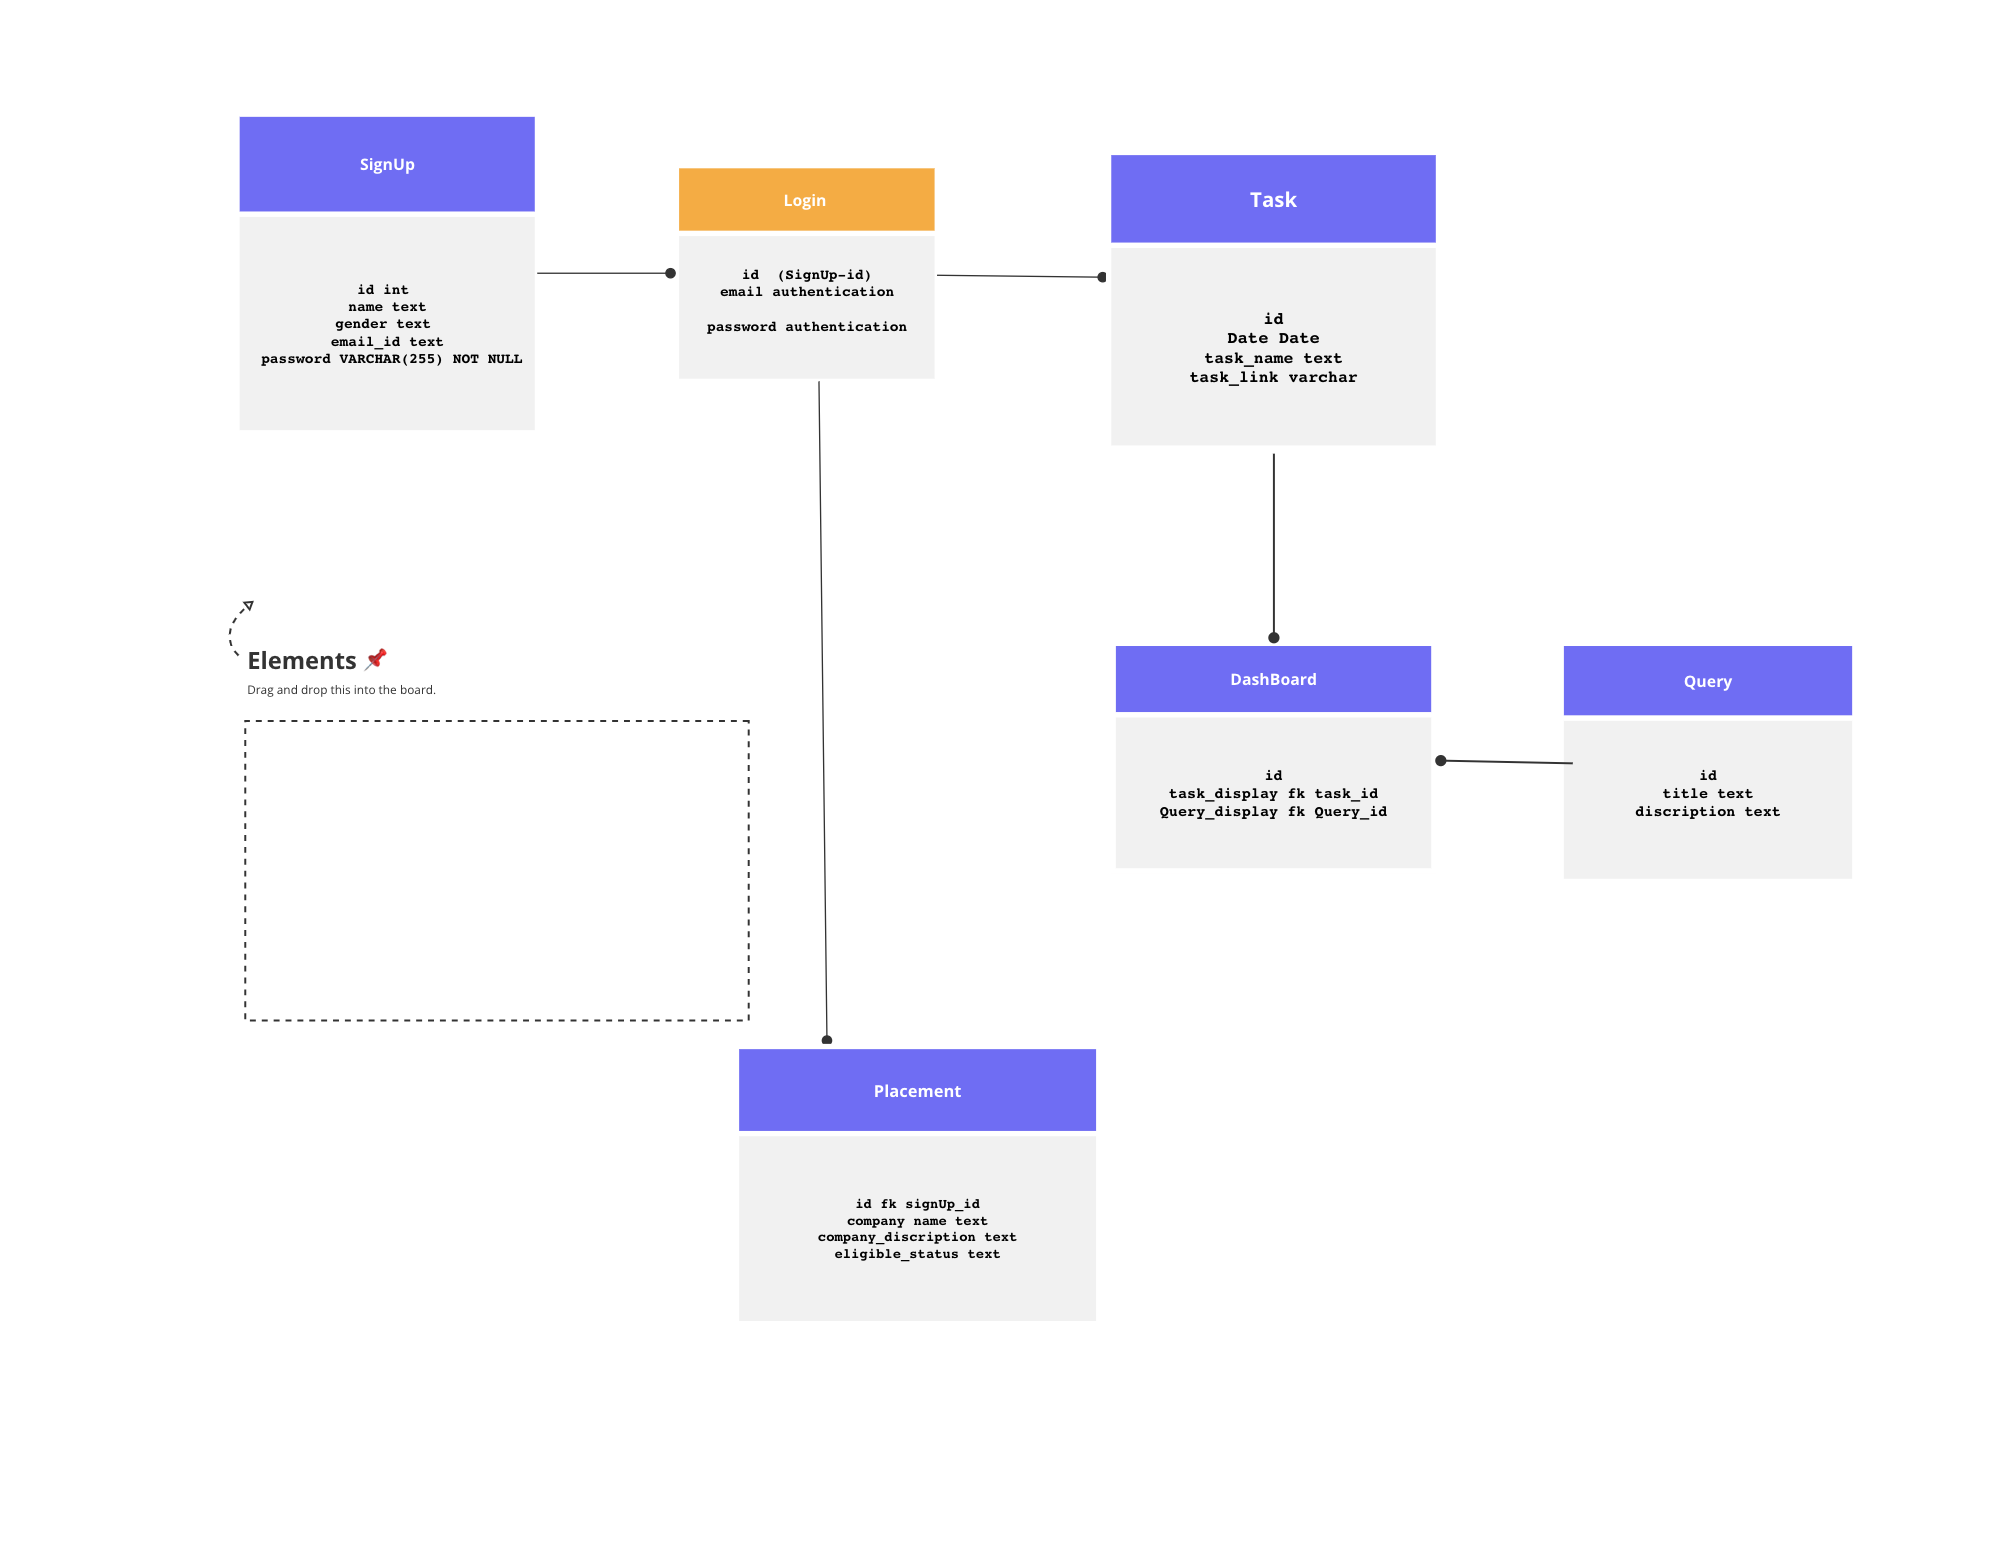 SignUp
id int
name text
gender text
email_id text
password VARCHAR(255) NOT NULL
Login
id  (SignUp-id)
email authentication
password authentication
Task
id
Date Date
task_name text
task_link varchar
Elements
Drag and drop this into the board.
DashBoard
id
task_display fk task_id
Query_display fk Query_id
Query
id
title text
discription text
Placement
id fk signUp_id
company name text
company_discription text
eligible_status text